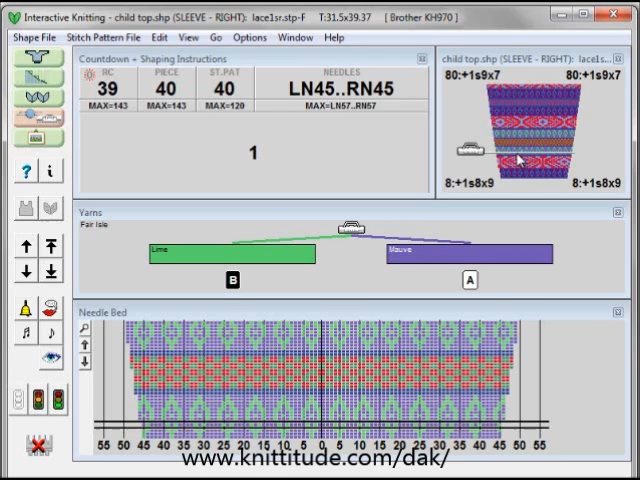 Interactive Knitting - child top.shp (SLEEVE - RIGHT): lace1sr.stp-F T:31.5x39.37 [ Brother KH970 ]
Shape File Stitch Pattern File Edit View Go Options Window Help
Countdown + Shaping Instructions
RC PIECE ST.PAT NEEDLES
39 40 40 LN45..RN45
MAX=143 MAX=143 MAX=120 MAX=LN57..RN57
1
child top.shp (SLEEVE - RIGHT): lace1s...
80:+1s9x7 80:+1s9x7
8:+1s8x9 8:+1s8x9
Yarns
Fair Isle
Lime Mauve
B A
Needle Bed
55 50 45 40 35 30 25 20 15 10 5 0 5 10 15 20 25 30 35 40 45 50 55
www.knittitude.com/dak/